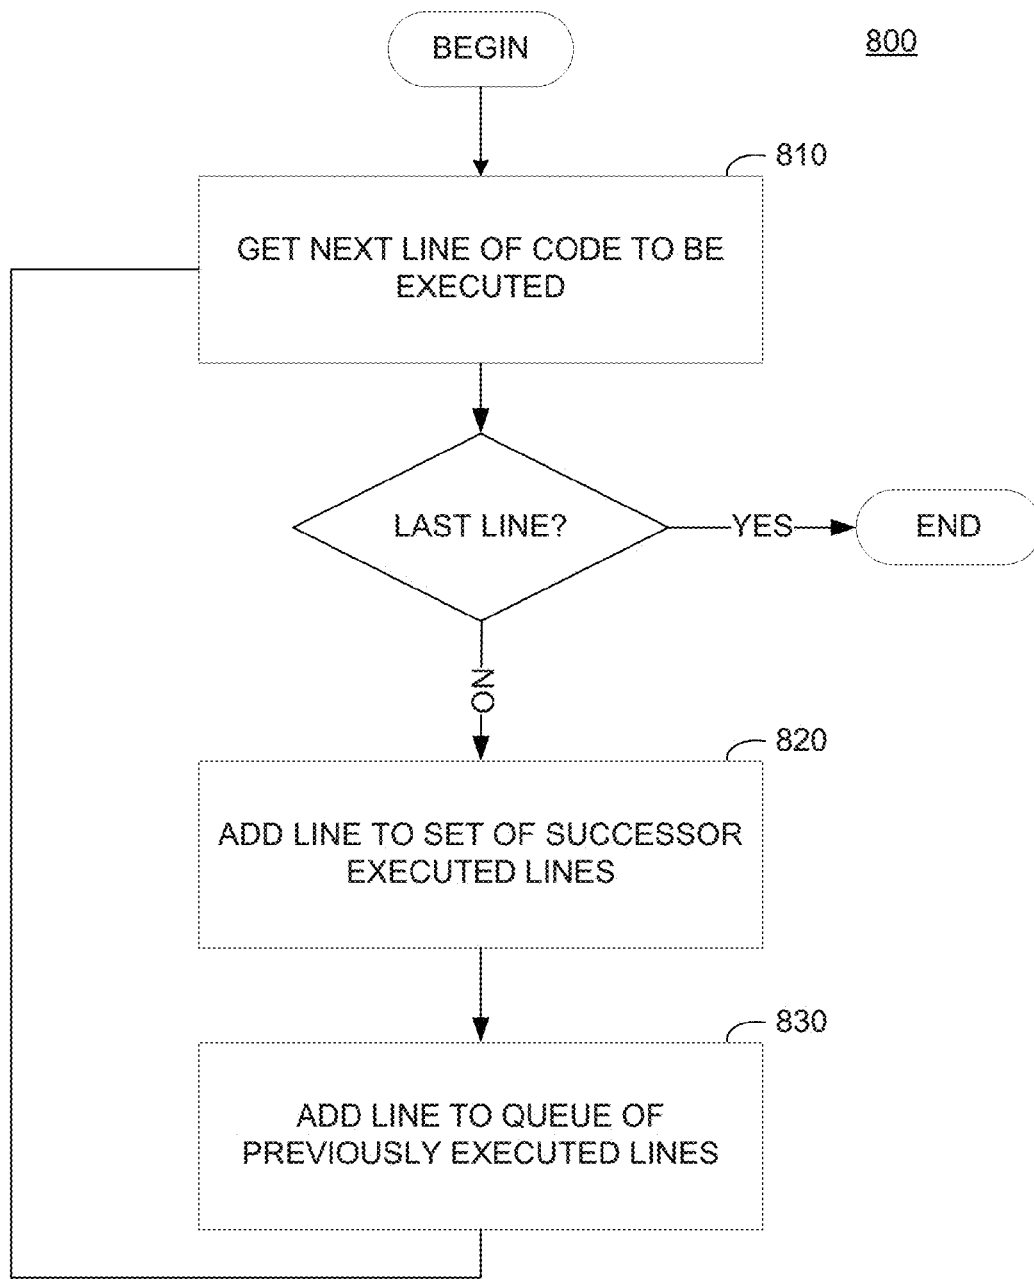 BEGIN
800
810
GET NEXT LINE OF CODE TO BE
EXECUTED
LAST LINE?
YES
END
NO
820
ADD LINE TO SET OF SUCCESSOR
EXECUTED LINES
830
ADD LINE TO QUEUE OF
PREVIOUSLY EXECUTED LINES